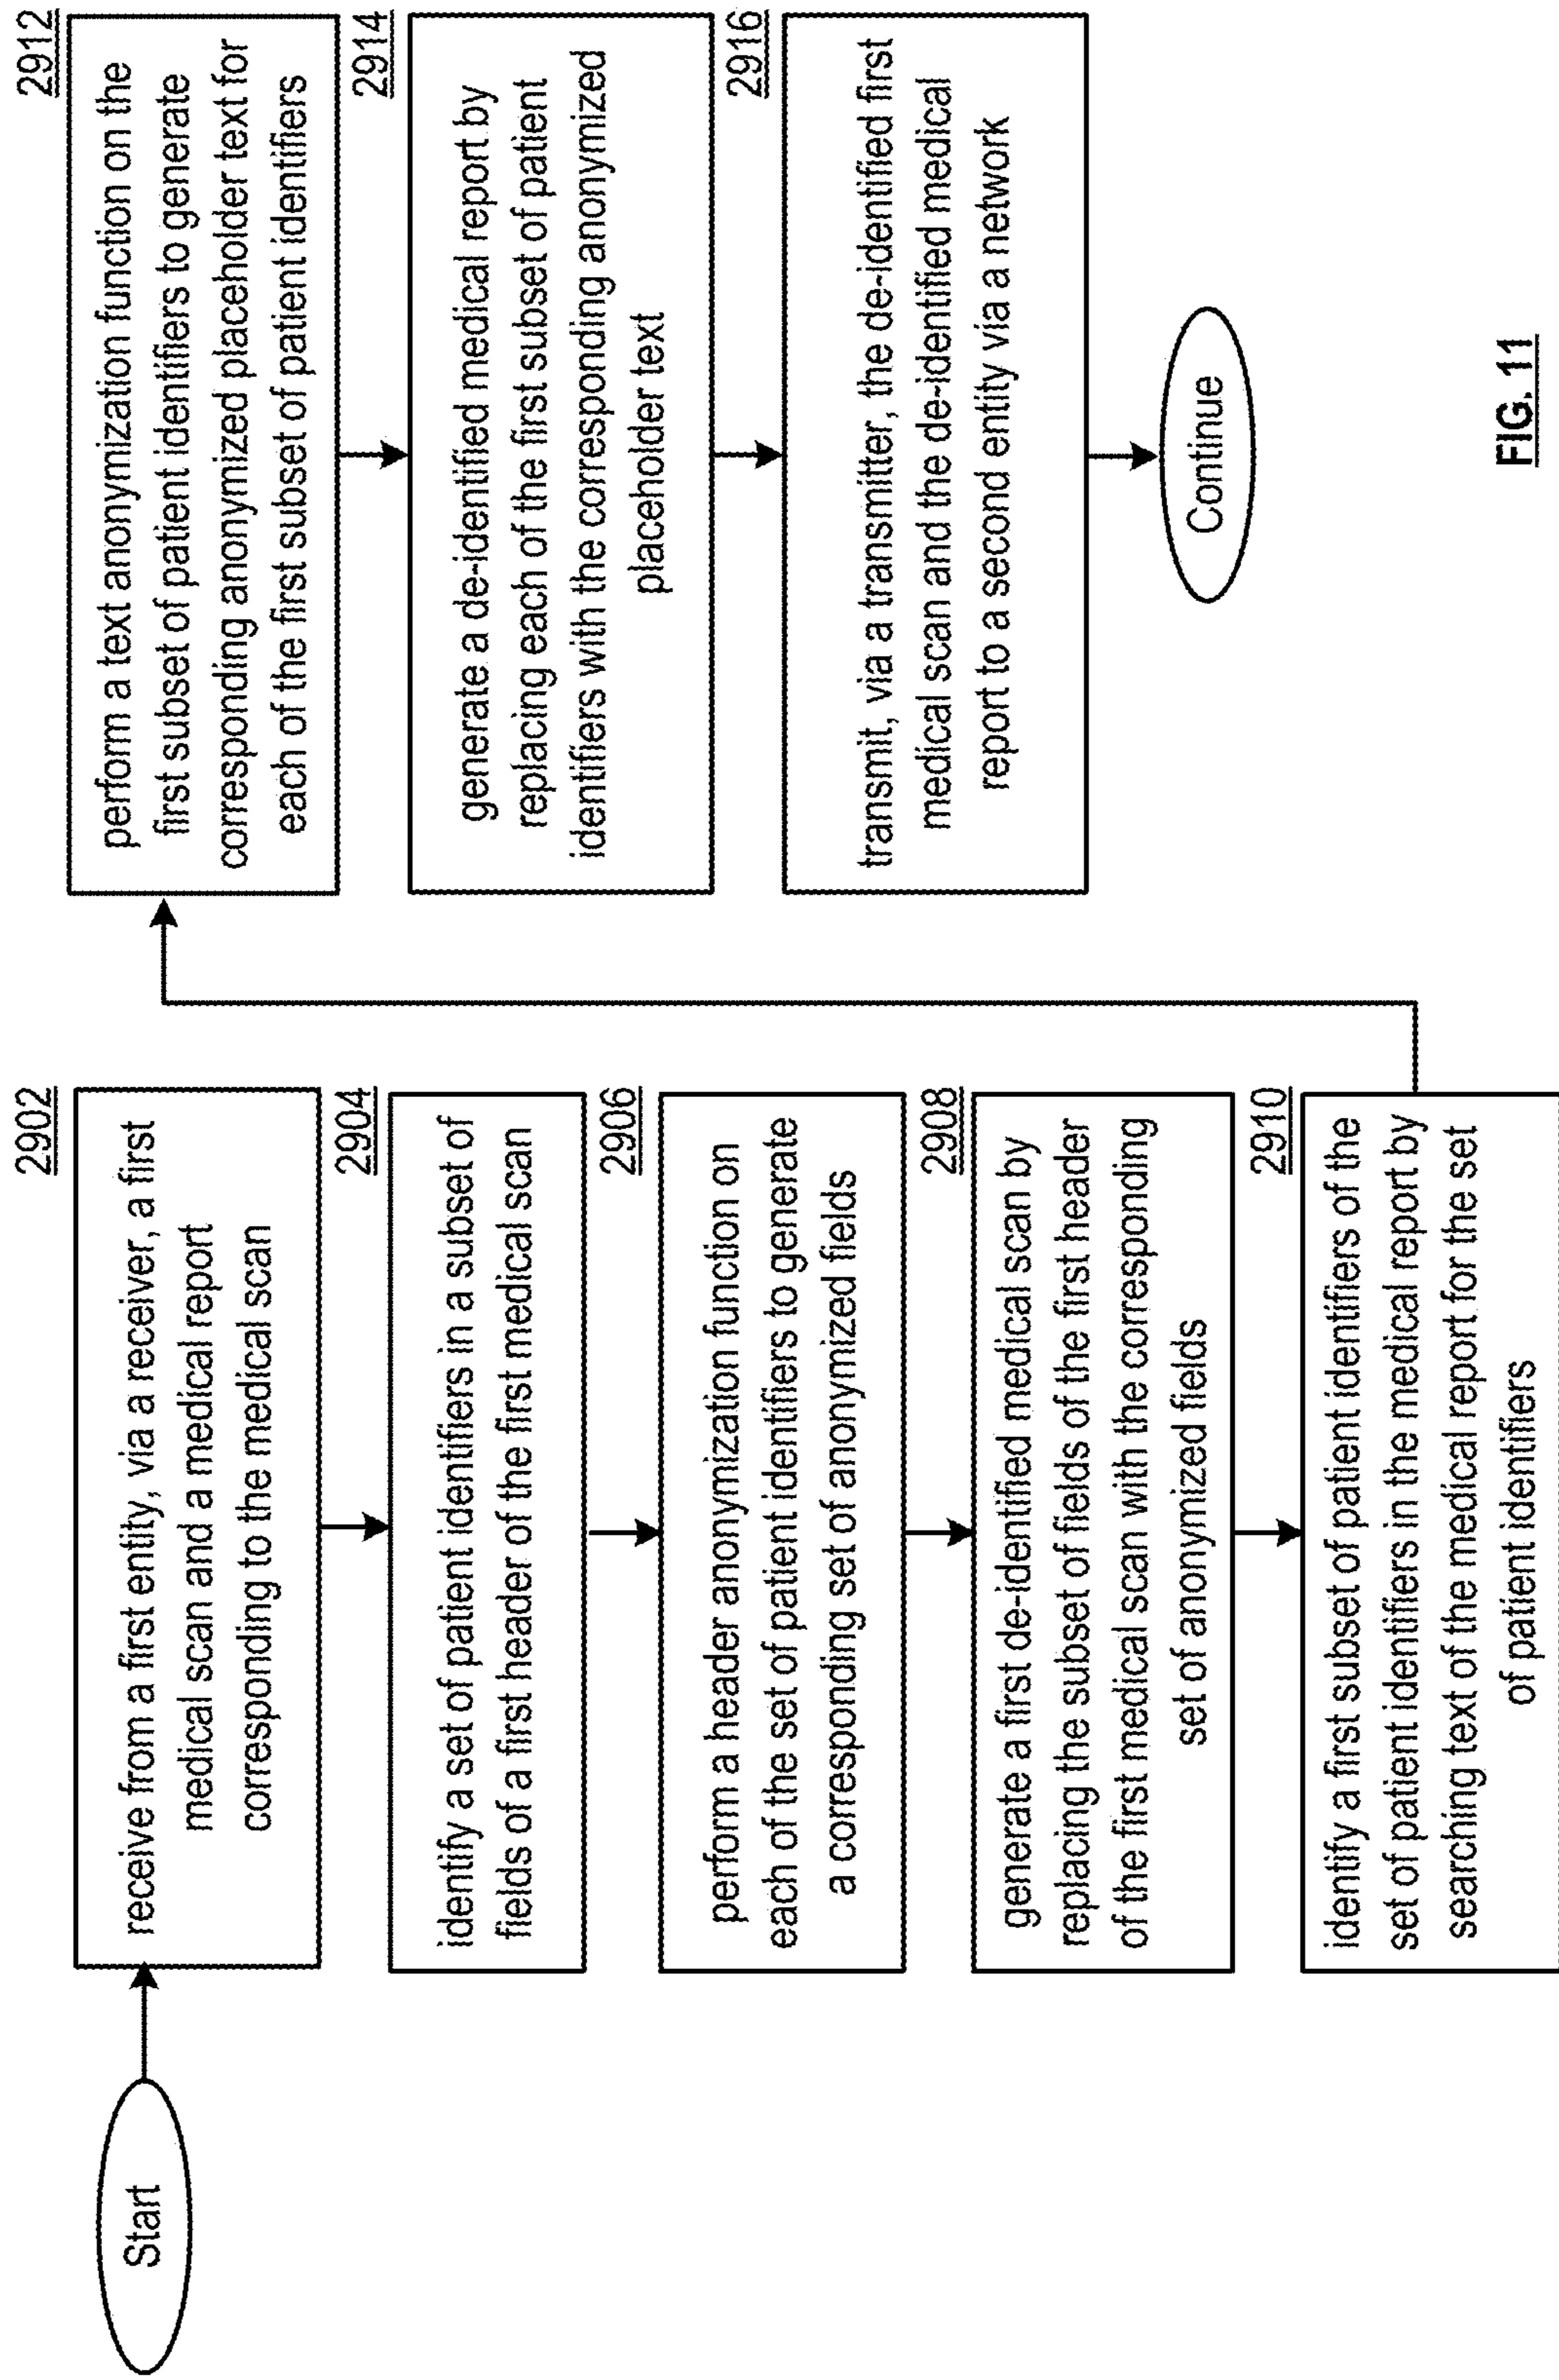 Start
2902
receive from a first entity, via a receiver, a first
medical scan and a medical report
corresponding to the medical scan
2904
identify a set of patient identifiers in a subset of
fields of a first header of the first medical scan
2906
perform a header anonymization function on
each of the set of patient identifiers to generate
a corresponding set of anonymized fields
2908
generate a first de-identified medical scan by
replacing the subset of fields of the first header
of the first medical scan with the corresponding
set of anonymized fields
2910
identify a first subset of patient identifiers of the
set of patient identifiers in the medical report by
searching text of the medical report for the set
of patient identifiers
2912
perform a text anonymization function on the
first subset of patient identifiers to generate
corresponding anonymized placeholder text for
each of the first subset of patient identifiers
2914
generate a de-identified medical report by
replacing each of the first subset of patient
identifiers with the corresponding anonymized
placeholder text
2916
transmit, via a transmitter, the de-identified first
medical scan and the de-identified medical
report to a second entity via a network
Continue
FIG. 11